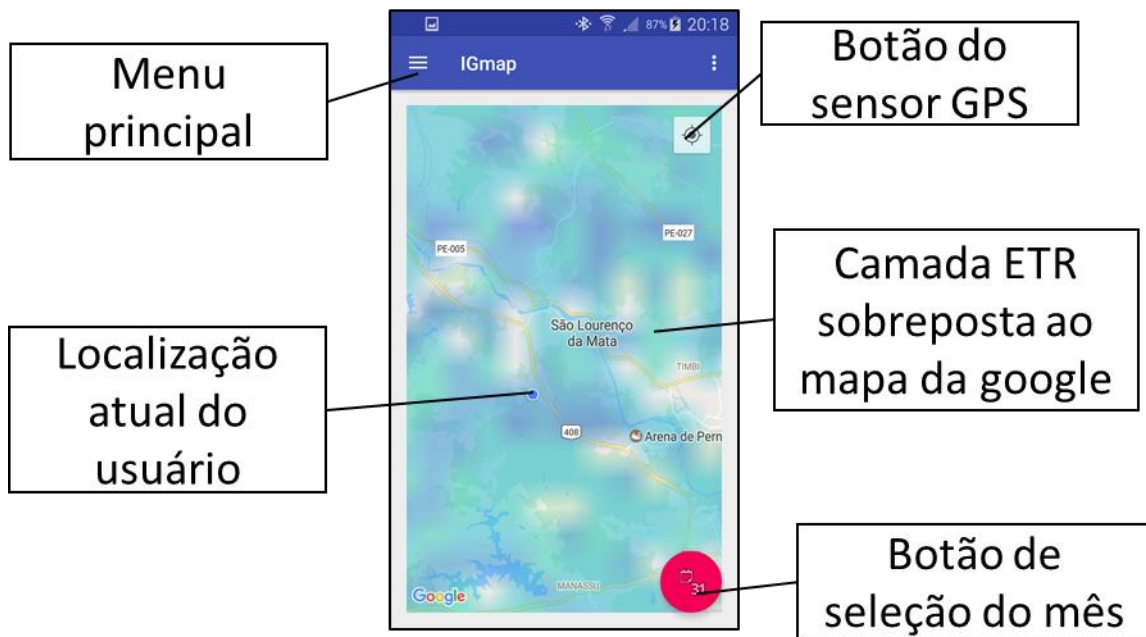 87% 20:18
IGmap
Menu
principal
Botão do
sensor GPS
PE-027
PE-005
Camada ETR
sobreposta ao
mapa da google
São Lourenço
da Mata
TIMBI
Localização
atual do
usuário
408
Arena de Pern
Botão de
seleção do mês
31
MANASSU
Google